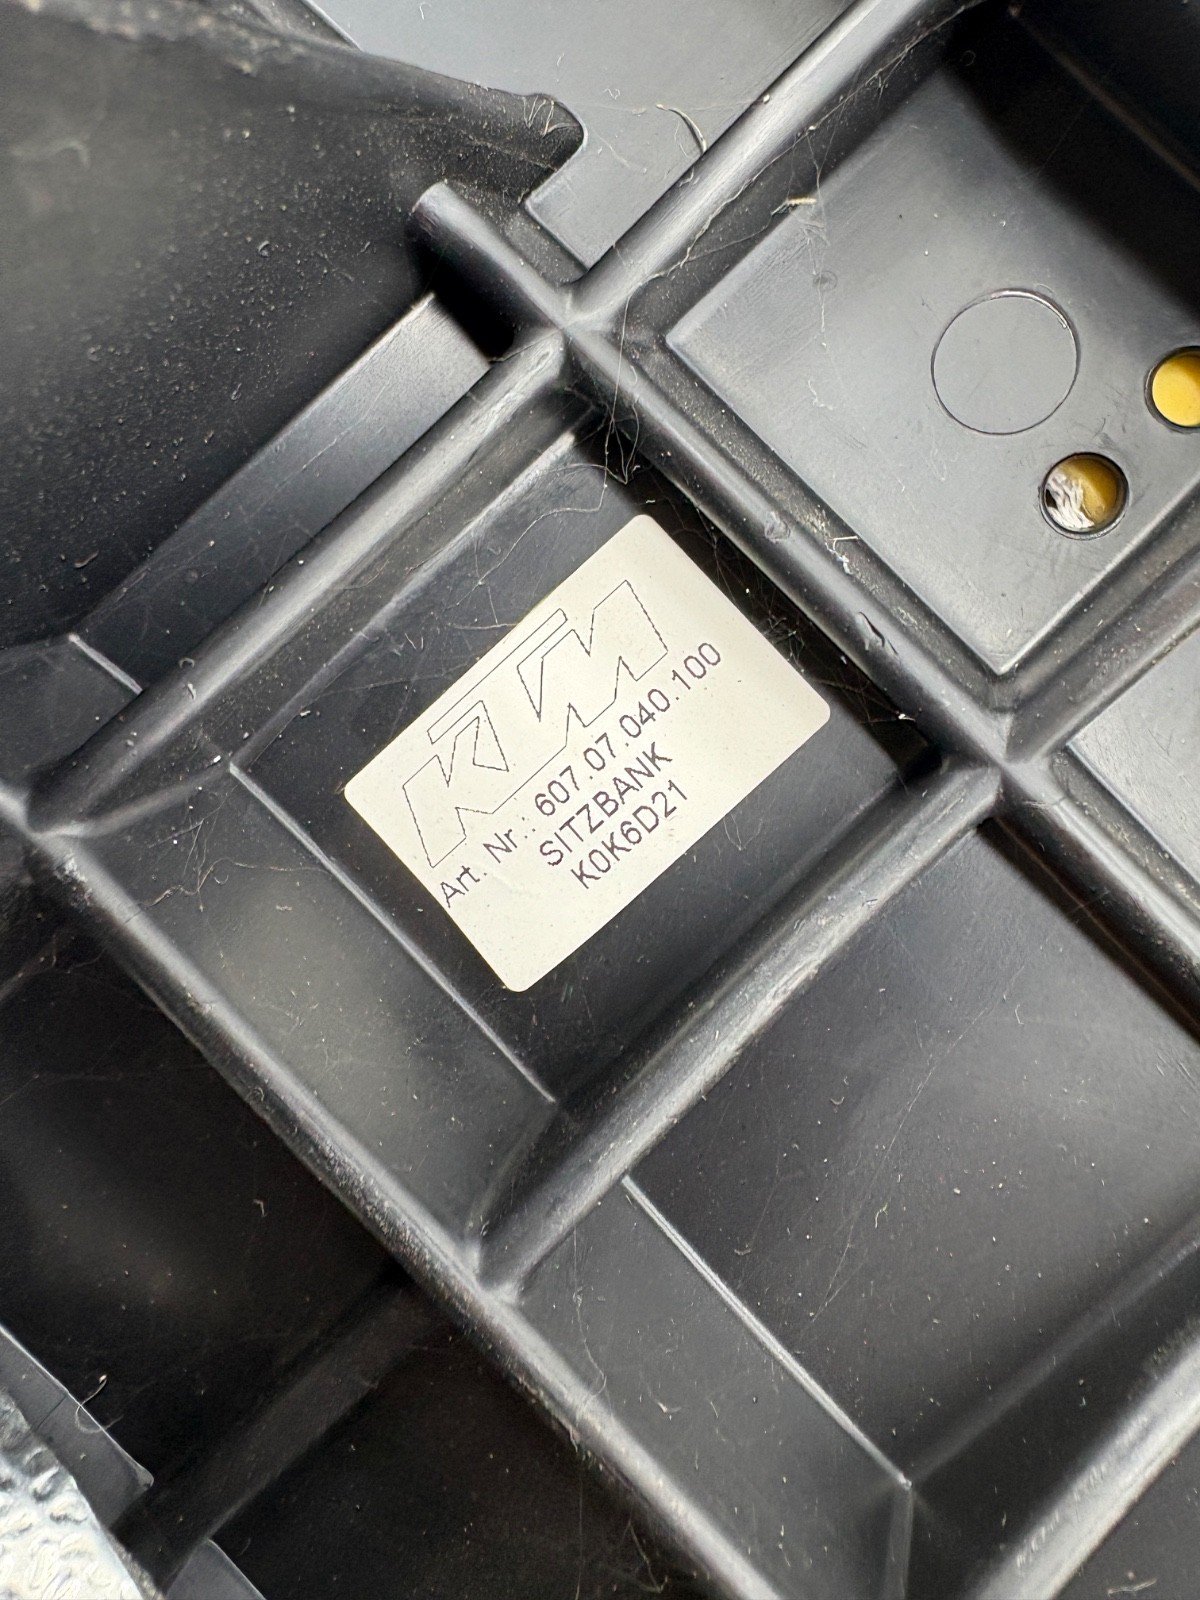 KTM
Art. Nr.: 607.07.040.100
SITZBANK
K0K6D21